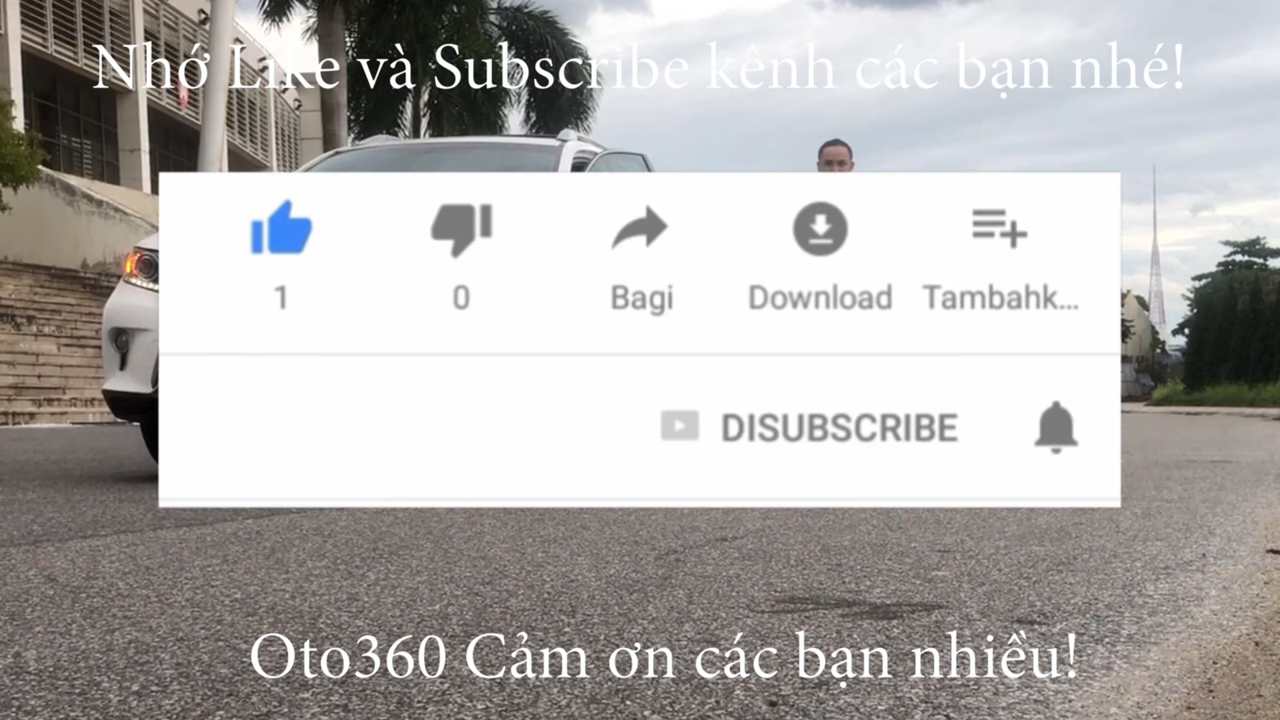 Nhớ Like và Subscribe kênh các bạn nhé!
1 0 Bagi Download Tambahk...
DISUBSCRIBE
Oto360 Cảm ơn các bạn nhiều!